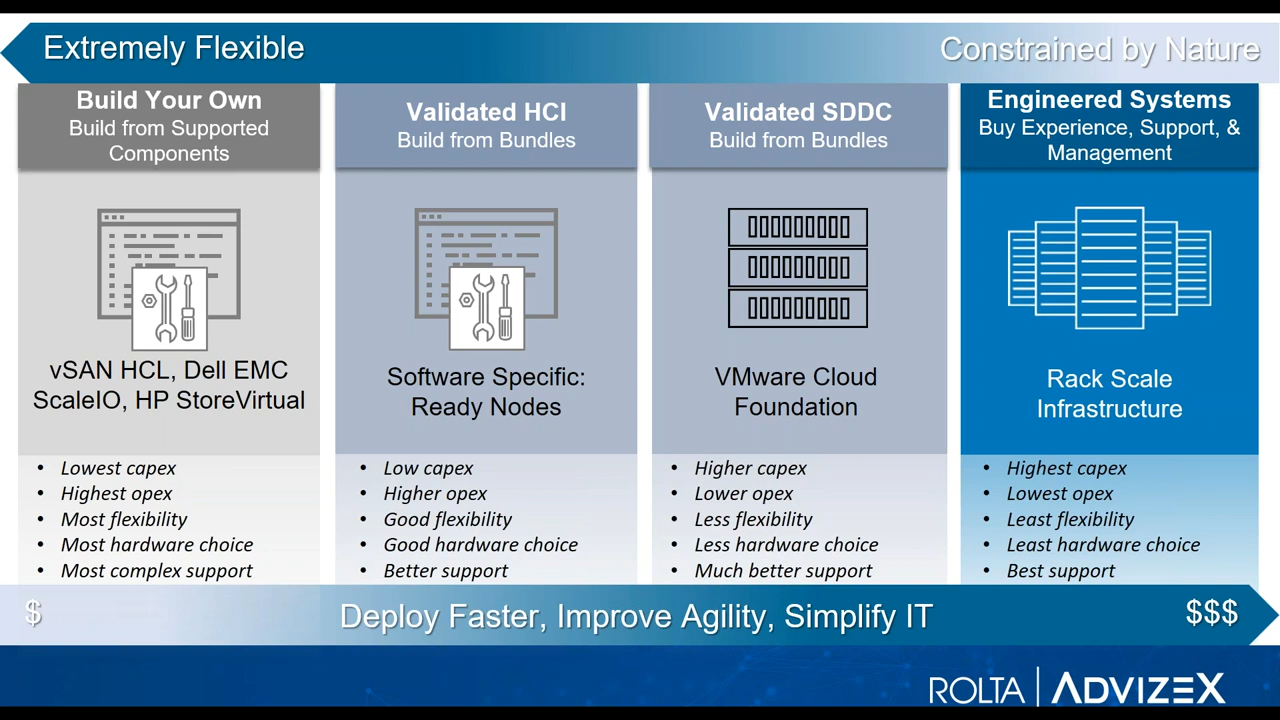 Extremely Flexible
Constrained by Nature
Build Your Own
Build from Supported
Components
vSAN HCL, Dell EMC
ScaleIO, HP StoreVirtual
• Lowest capex
• Highest opex
• Most flexibility
• Most hardware choice
• Most complex support
Validated HCI
Build from Bundles
Software Specific:
Ready Nodes
• Low capex
• Higher opex
• Good flexibility
• Good hardware choice
• Better support
Validated SDDC
Build from Bundles
VMware Cloud
Foundation
• Higher capex
• Lower opex
• Less flexibility
• Less hardware choice
• Much better support
Engineered Systems
Buy Experience, Support, &
Management
Rack Scale
Infrastructure
• Highest capex
• Lowest opex
• Least flexibility
• Least hardware choice
• Best support
$
Deploy Faster, Improve Agility, Simplify IT
$$$
ROLTA | ADVIZEX